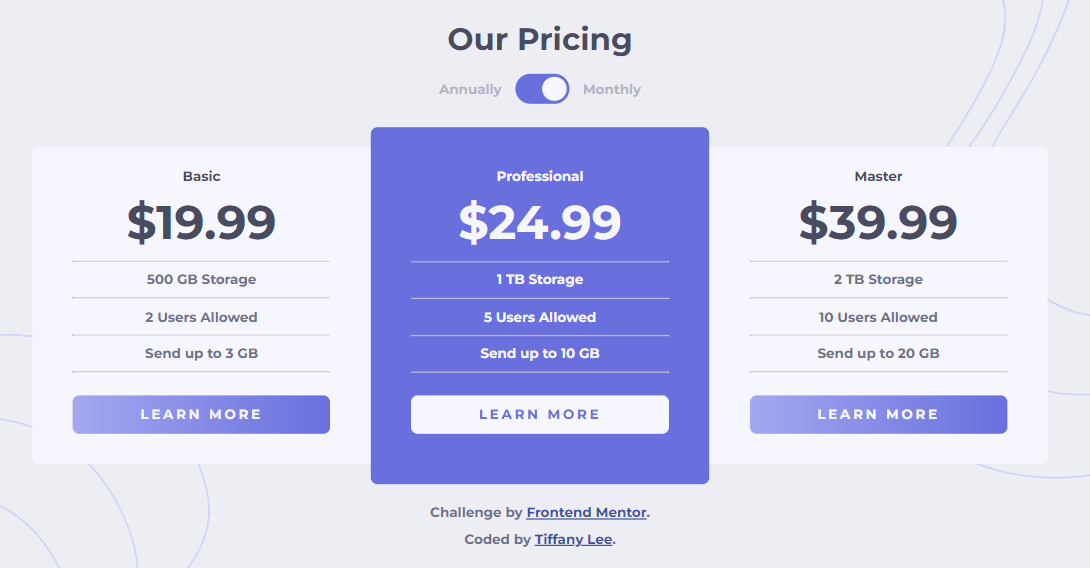 Our Pricing
Annually Monthly
Basic
$19.99
500 GB Storage
2 Users Allowed
Send up to 3 GB
LEARN MORE
Professional
$24.99
1 TB Storage
5 Users Allowed
Send up to 10 GB
LEARN MORE
Master
$39.99
2 TB Storage
10 Users Allowed
Send up to 20 GB
LEARN MORE
Challenge by Frontend Mentor.
Coded by Tiffany Lee.